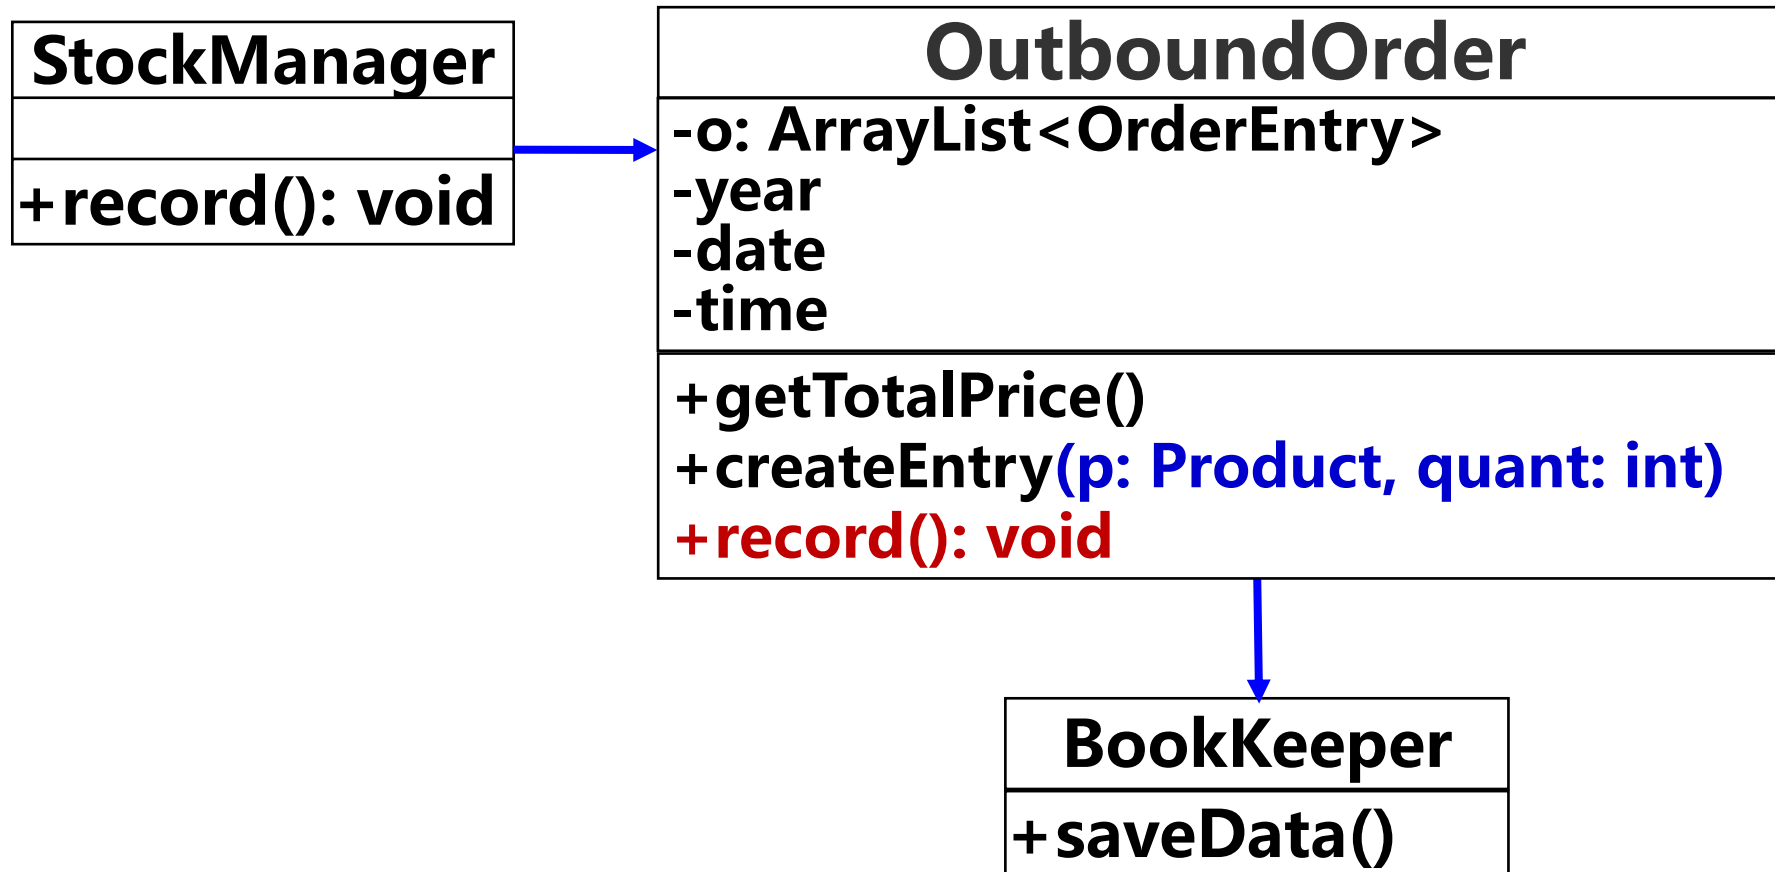 StockManager
+record(): void
OutboundOrder
-o: ArrayList<OrderEntry>
-year
-date
-time
+getTotalPrice()
+createEntry(p: Product, quant: int)
+record(): void
BookKeeper
+saveData()